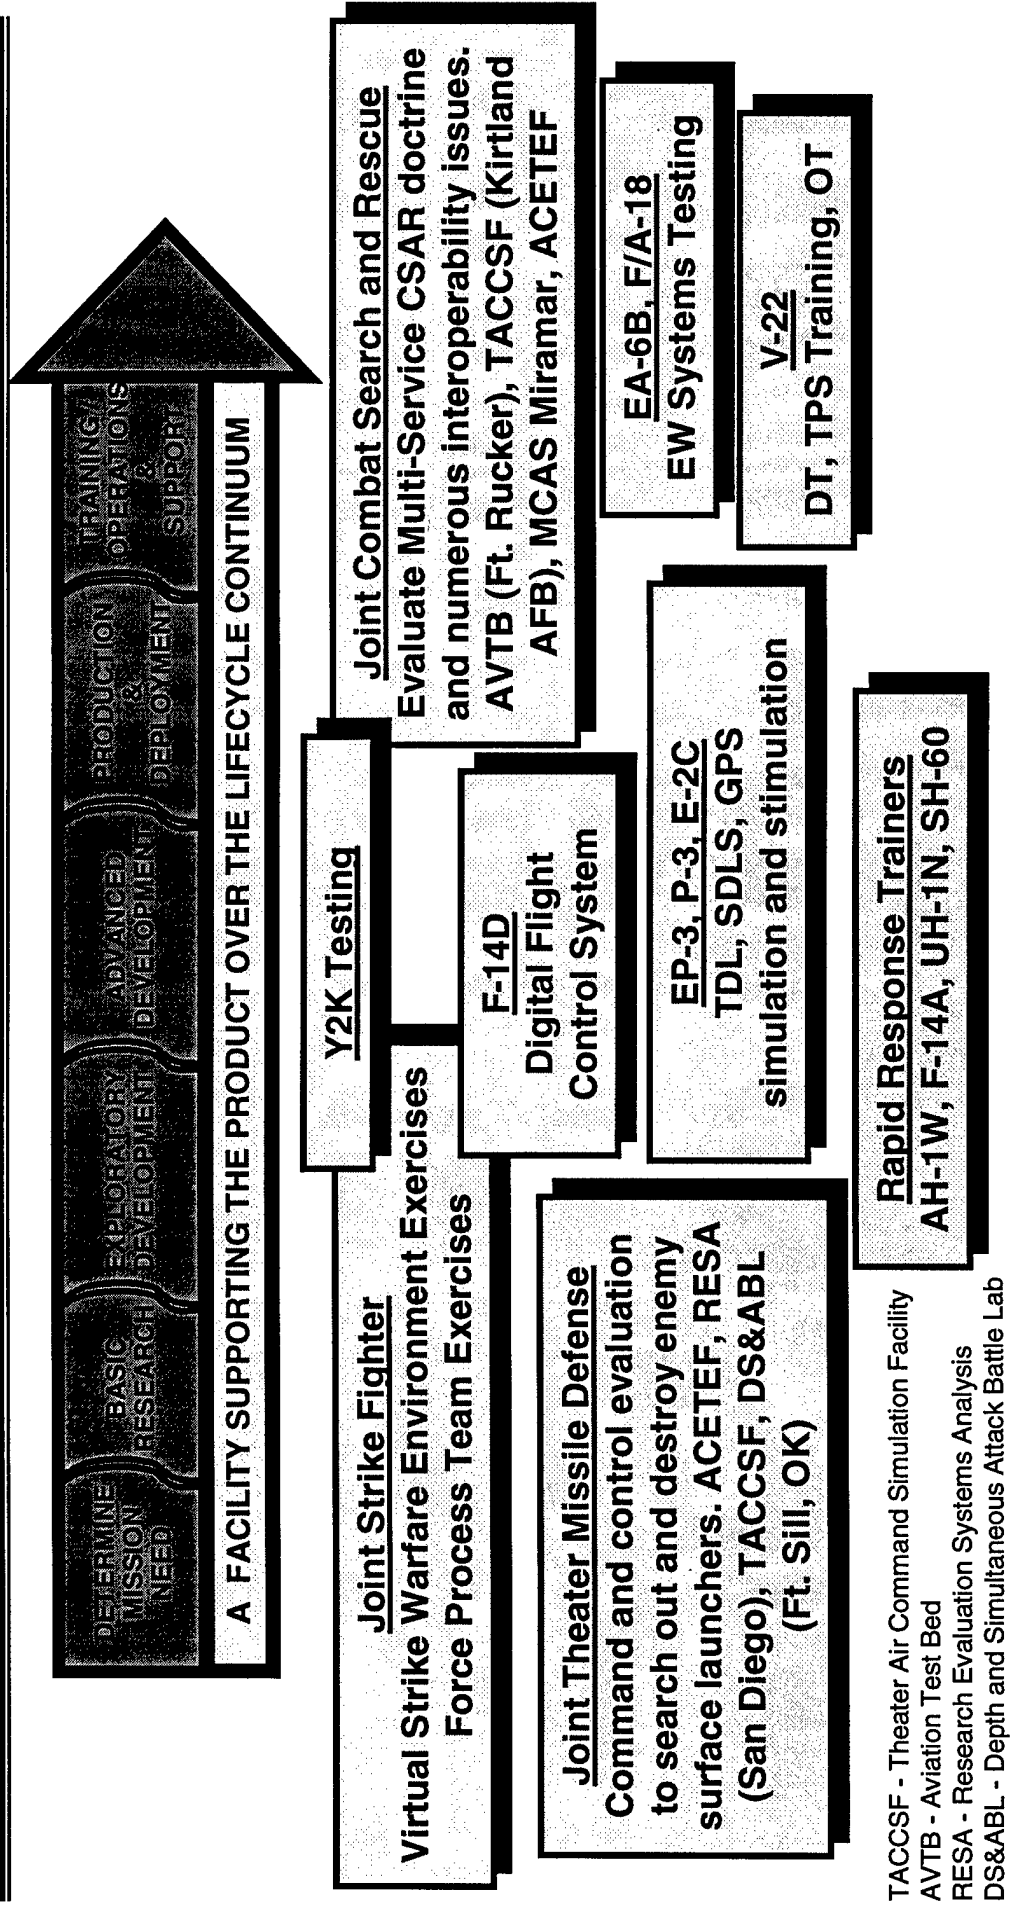 DETERMINE
MISSION
NEED
BASIC
RESEARCH
EXPLORATORY
DEVELOPMENT
ADVANCED
DEVELOPMENT
PRODUCTION
&
DEPLOYMENT
TRAINING//
OPERATIONS
&
SUPPORT
A FACILITY SUPPORTING THE PRODUCT OVER THE LIFECYCLE CONTINUUM
Joint Strike Fighter
Virtual Strike Warfare Environment Exercises
Force Process Team Exercises
Y2K Testing
Joint Combat Search and Rescue
Evaluate Multi-Service CSAR doctrine
and numerous interoperability issues.
AVTB (Ft. Rucker), TACCSF (Kirtland
AFB), MCAS Miramar, ACETEF
F-14D
Digital Flight
Control System
Joint Theater Missile Defense
Command and control evaluation
to search out and destroy enemy
surface launchers. ACETEF, RESA
(San Diego), TACCSF, DS&ABL
(Ft. Sill, OK)
EP-3, P-3, E-2C
TDL, SDLS, GPS
simulation and stimulation
EA-6B, F/A-18
EW Systems Testing
V-22
DT, TPS Training, OT
Rapid Response Trainers
AH-1W, F-14A, UH-1N, SH-60
TACCSF - Theater Air Command Simulation Facility
AVTB - Aviation Test Bed
RESA - Research Evaluation Systems Analysis
DS&ABL - Depth and Simultaneous Attack Battle Lab